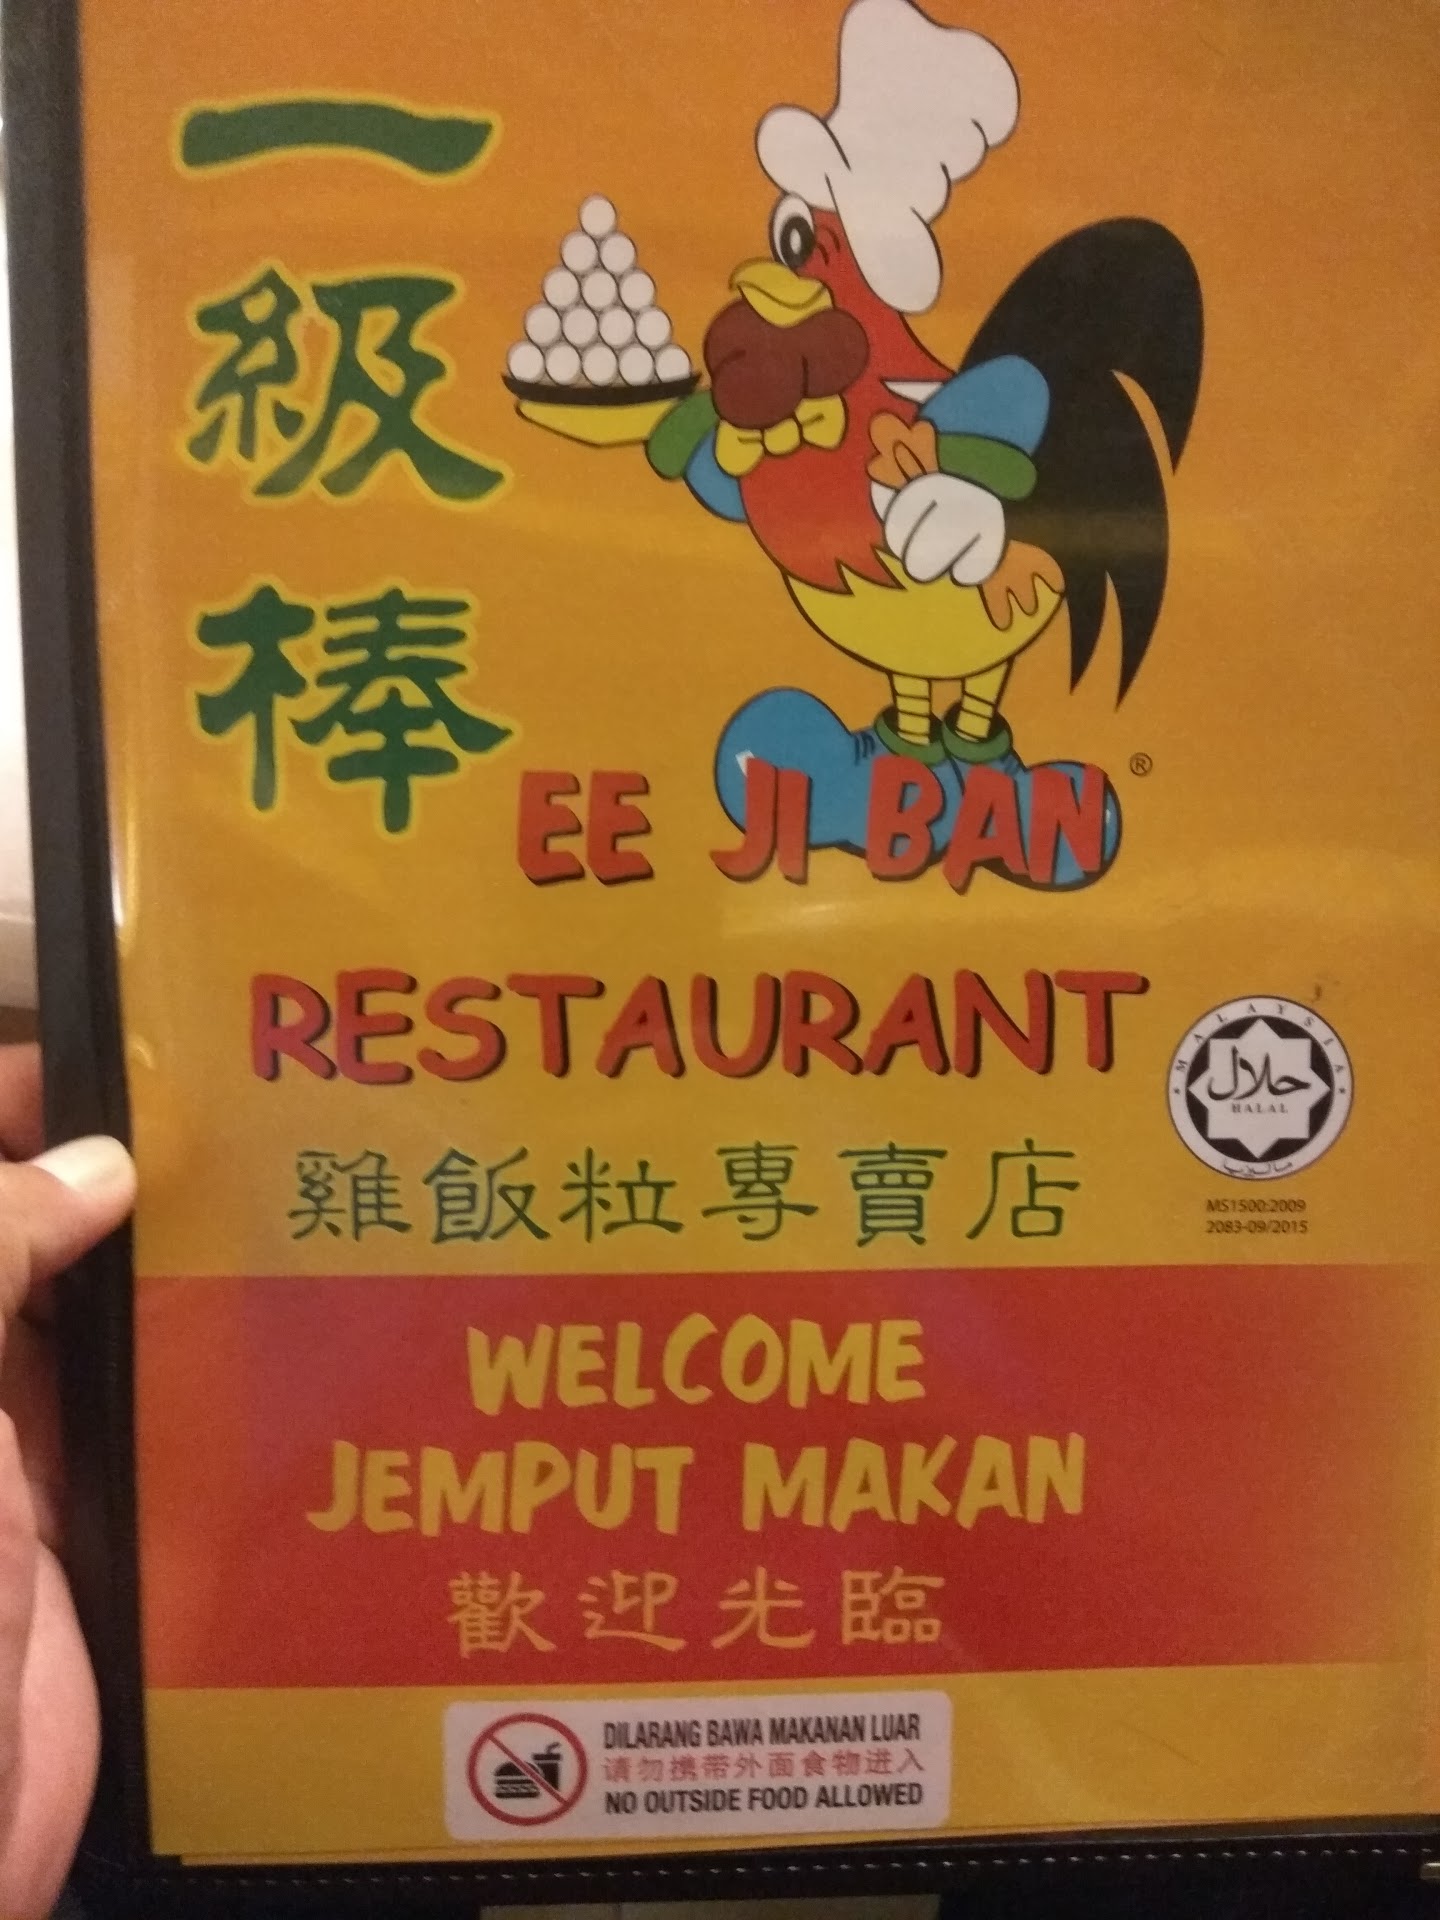 一級棒
EE JI BAN ®
RESTAURANT
雞飯粒專賣店
MALAYSIA
حلال
HALAL
ماليزيا
MS1500:2009
2083-09/2015
WELCOME
JEMPUT MAKAN
歡迎光臨
DILARANG BAWA MAKANAN LUAR
请勿携带外面食物进入
NO OUTSIDE FOOD ALLOWED